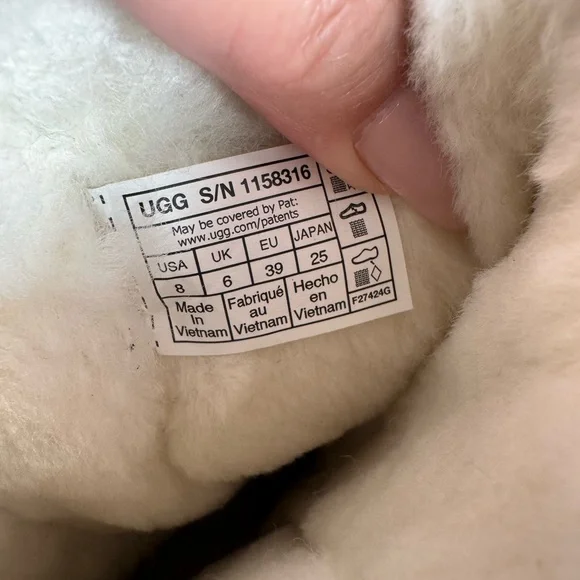 UGG S/N 1158316
May be covered by Pat:
www.ugg.com/patents
USA UK EU JAPAN
8 6 39 25
Made In Vietnam
Fabriqué au Vietnam
Hecho en Vietnam
F27424G